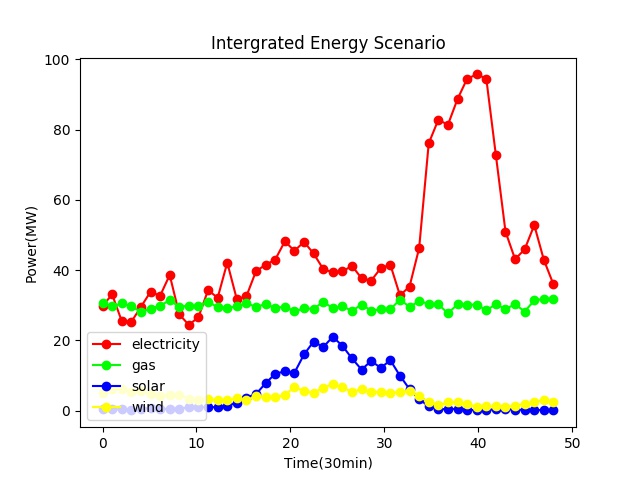 Intergrated Energy Scenario
100
80
60
40
20
0
Power(MW)
electricity
gas
solar
wind
0 10 20 30 40 50
Time(30min)